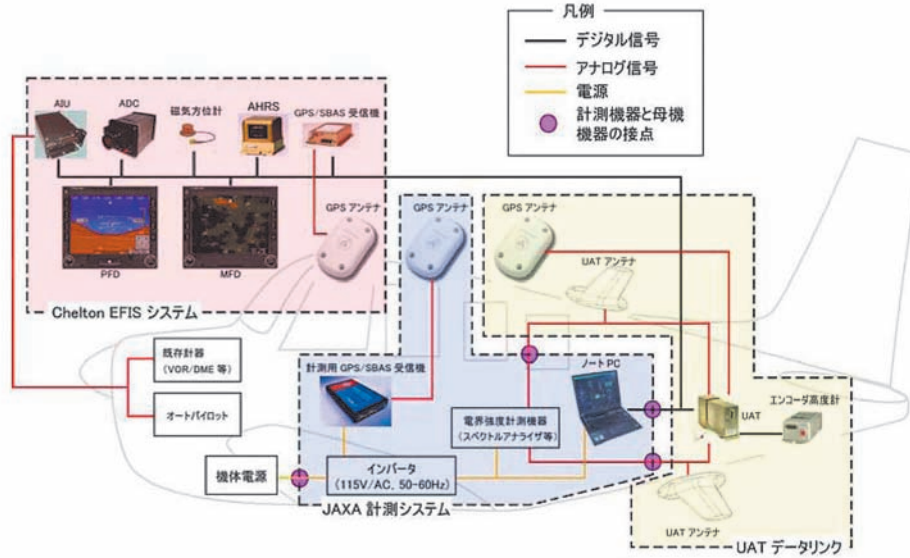 凡例
デジタル信号
アナログ信号
電源
計測機器と母機
機器の接点
AIU
ADC
磁気方位計
AHRS
GPS/SBAS 受信機
PFD
MFD
GPS アンテナ
Chelton EFIS システム
GPS アンテナ
GPS アンテナ
UAT アンテナ
既存計器
(VOR/DME 等)
オートパイロット
計測用 GPS/SBAS 受信機
ノートPC
電界強度計測機器
(スペクトルアナライザ等)
UAT
エンコーダ高度計
機体電源
インバータ
(115V/AC, 50-60Hz)
JAXA 計測システム
UAT アンテナ
UAT データリンク